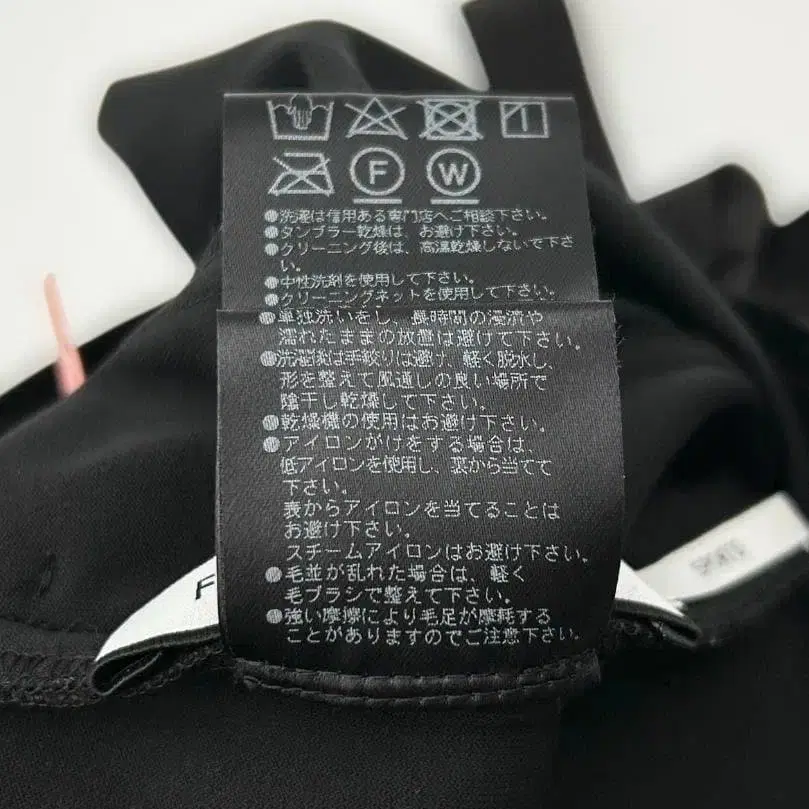 F W
●洗濯は信用ある専門店へご相談下さい。
●タンブラー乾燥は、お避け下さい。
●クリーニング後は、高温乾燥しないで下さ
い。
●中性洗剤を使用して下さい。
●クリーニングネットを使用して下さい。
●単独洗いをし、長時間の浸漬や
濡れたままの放置は避けて下さい。
●洗濯後は手絞りは避け、軽く脱水し、
形を整えて風通しの良い場所で
陰干し乾燥して下さい。
●乾燥機の使用はお避け下さい。
●アイロンがけをする場合は、
低アイロンを使用し、裏から当てて
下さい。
表からアイロンを当てることは
お避け下さい。
スチームアイロンはお避け下さい。
●毛並が乱れた場合は、軽く
毛ブラシで整えて下さい。
●強い摩擦により毛足が摩耗する
ことがありますのでご注意下さい。
F